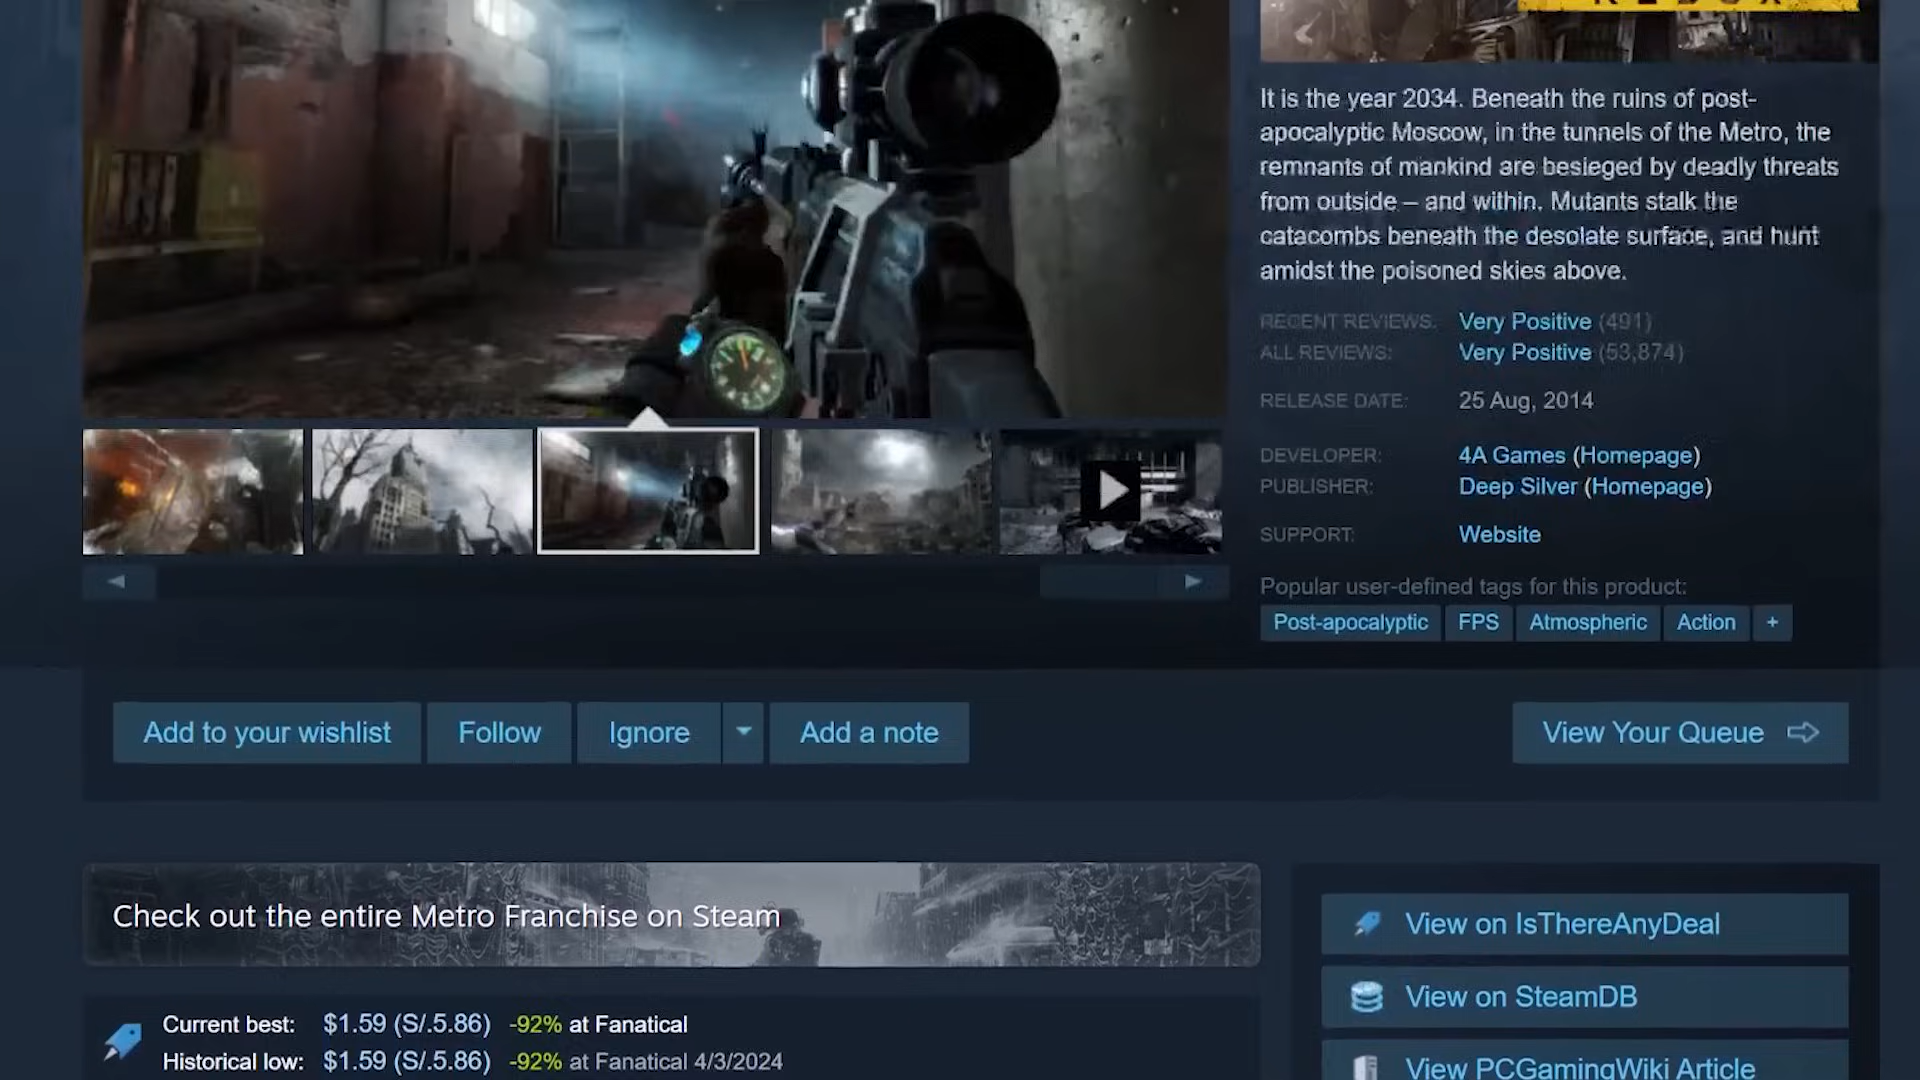 REDUX
It is the year 2034. Beneath the ruins of post-
apocalyptic Moscow, in the tunnels of the Metro, the
remnants of mankind are besieged by deadly threats
from outside – and within. Mutants stalk the
catacombs beneath the desolate surface, and hunt
amidst the poisoned skies above.
RECENT REVIEWS: Very Positive (491)
ALL REVIEWS: Very Positive (53,874)
RELEASE DATE: 25 Aug, 2014
DEVELOPER: 4A Games (Homepage)
PUBLISHER: Deep Silver (Homepage)
SUPPORT: Website
Popular user-defined tags for this product:
Post-apocalyptic FPS Atmospheric Action +
Add to your wishlist Follow Ignore Add a note View Your Queue
Check out the entire Metro Franchise on Steam
Current best: $1.59 (S/.5.86) -92% at Fanatical
Historical low: $1.59 (S/.5.86) -92% at Fanatical 4/3/2024
View on IsThereAnyDeal
View on SteamDB
View PCGamingWiki Article